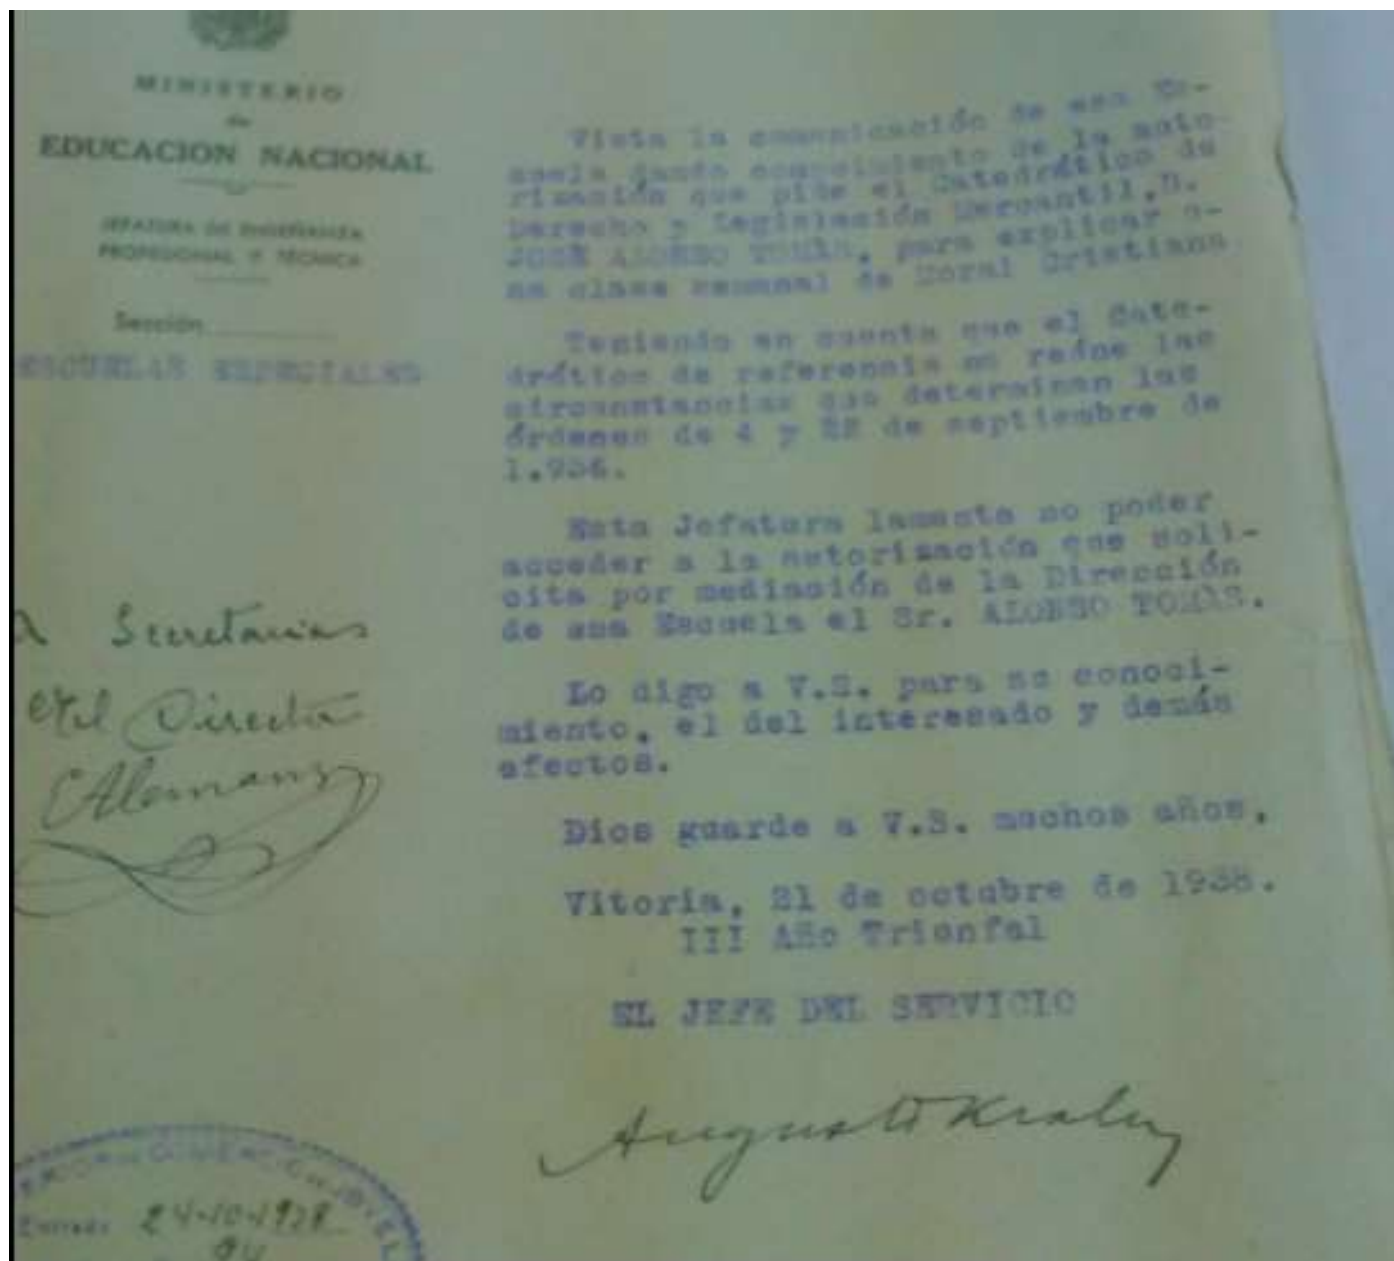 MINISTERIO
de
EDUCACION NACIONAL
JEFATURA DE ENSEÑANZA
PROFESIONAL Y TÉCNICA
Sección
ESCUELAS ESPECIALES
Vista la comunicación de esa Es-
cuela dando conocimiento de la auto-
rización que pide el Catedrático de
Derecho y Legislación Mercantil, D.
JOSÉ ALONSO TOMÁS, para explicar u-
na clase semanal de Moral Cristiana
Teniendo en cuenta que el Cate-
drático de referencia no reúne las
circunstancias que determinan las
órdenes de 4 y 22 de septiembre de
1.936.
Esta Jefatura lamenta no poder
acceder a la autorización que soli-
cita por mediación de la Dirección
de esa Escuela el Sr. ALONSO TOMÁS.
Lo digo a V.S. para su conoci-
miento, el del interesado y demás
efectos.
Dios guarde a V.S. muchos años.
Vitoria, 21 de octubre de 1938.
III Año Triunfal
EL JEFE DEL SERVICIO
Augusto
a Secretaria
El Director
Alemany
Entrada 24-10-1938